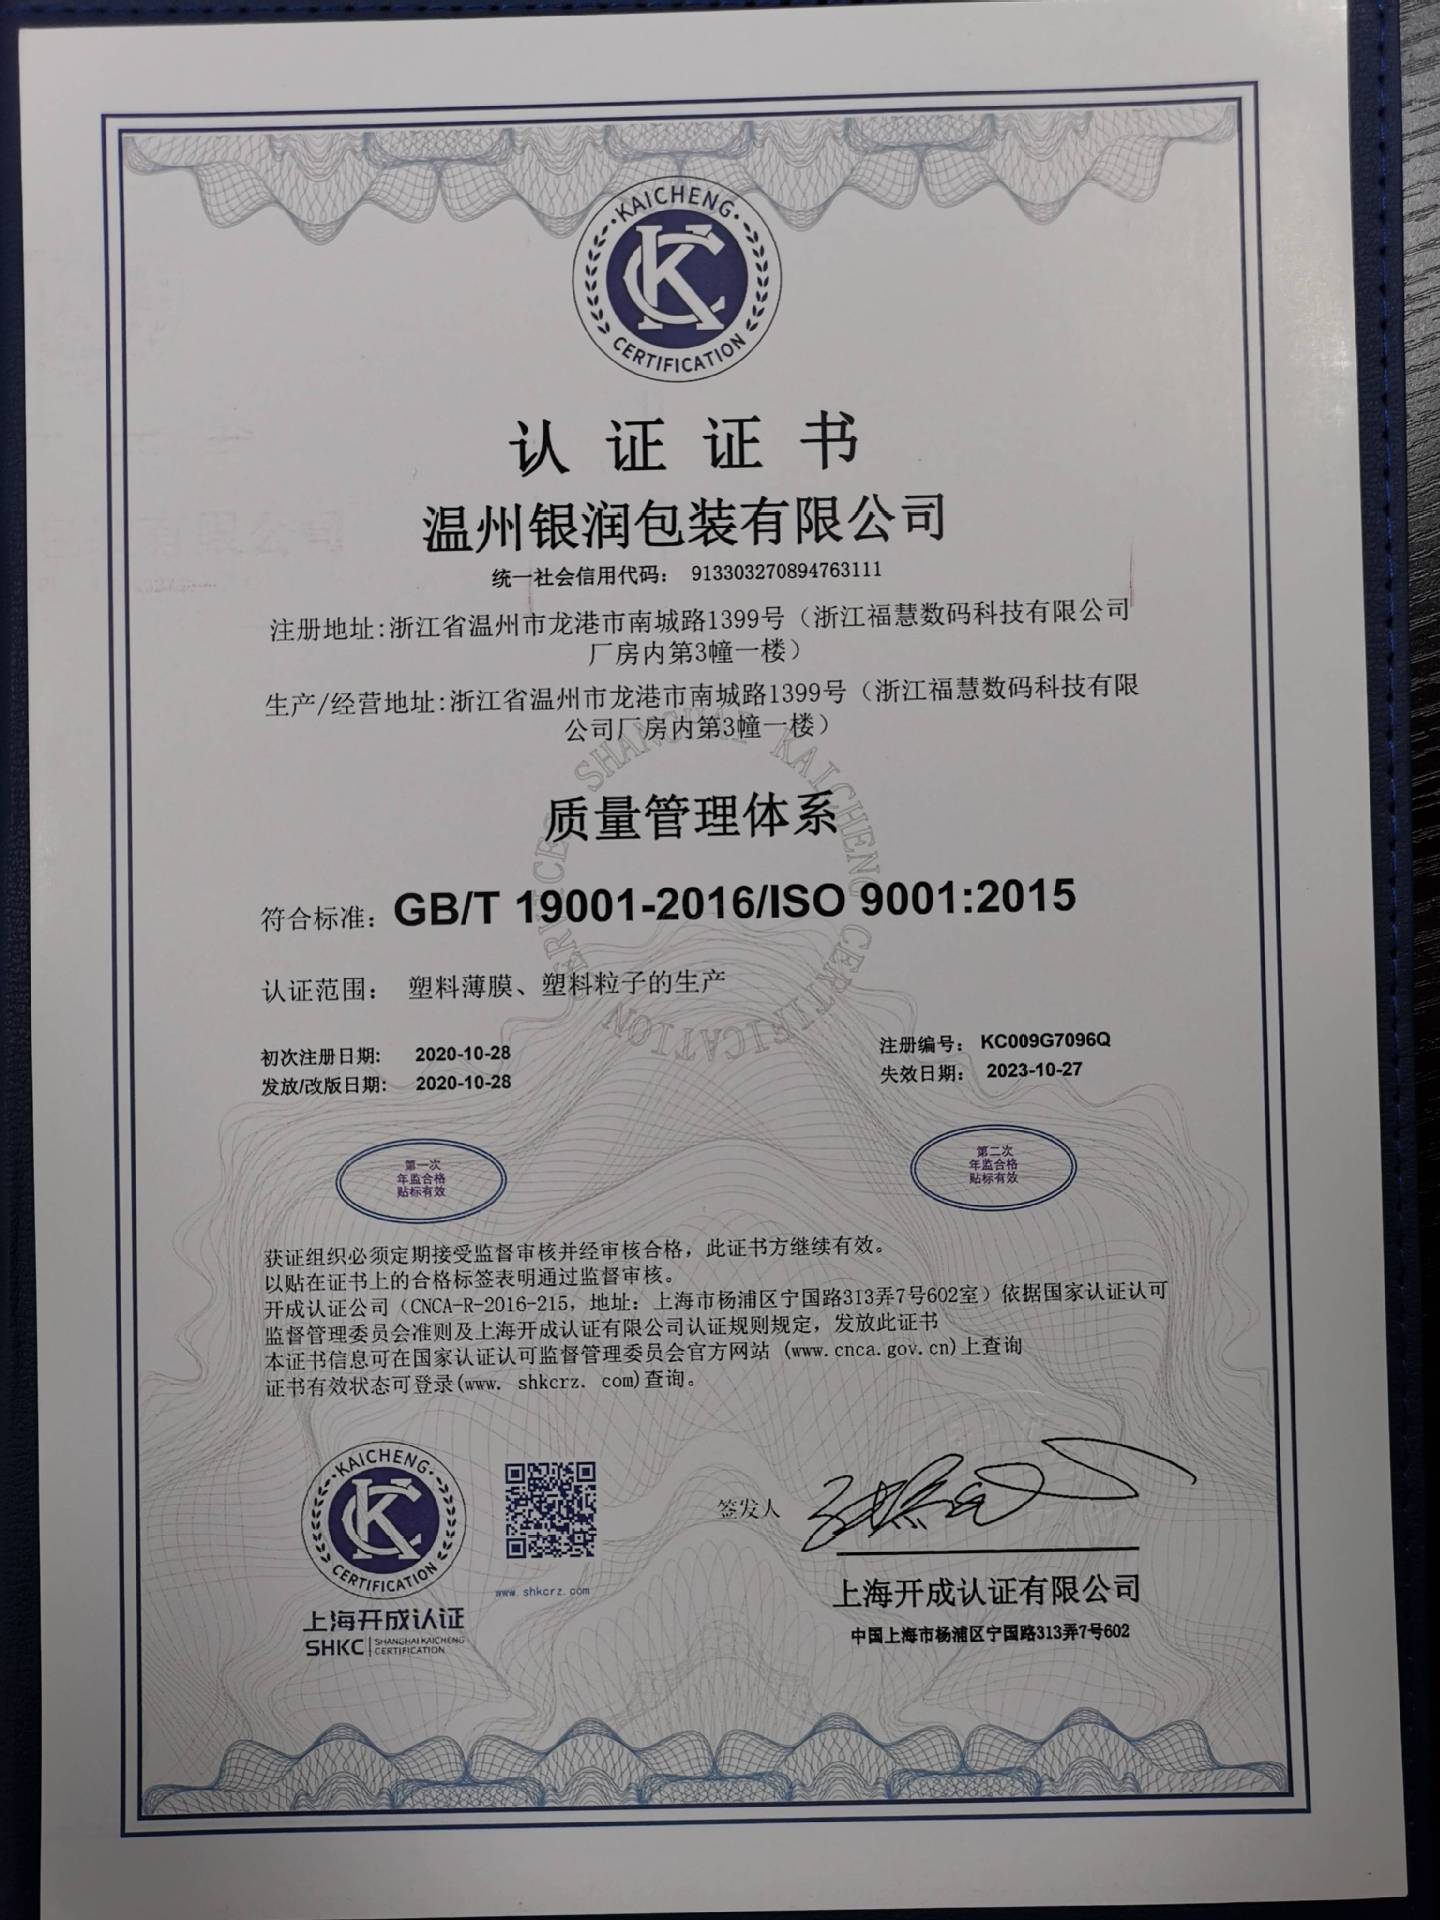 KAICHENG
KC
CERTIFICATION
认证证书
温州银润包装有限公司
统一社会信用代码： 913303270894763111
注册地址:浙江省温州市龙港市南城路1399号（浙江福慧数码科技有限公司
厂房内第3幢一楼）
生产/经营地址:浙江省温州市龙港市南城路1399号（浙江福慧数码科技有限
公司厂房内第3幢一楼）
SHANGHAI KAICHENG CERTIFICATION SERVICES
质量管理体系
符合标准: GB/T 19001-2016/ISO 9001:2015
认证范围： 塑料薄膜、塑料粒子的生产
初次注册日期: 2020-10-28
注册编号： KC009G7096Q
发放/改版日期: 2020-10-28
失效日期： 2023-10-27
第一次
年监合格
贴标有效
第二次
年监合格
贴标有效
获证组织必须定期接受监督审核并经审核合格，此证书方继续有效。
以贴在证书上的合格标签表明通过监督审核。
开成认证公司（CNCA-R-2016-215，地址：上海市杨浦区宁国路313弄7号602室）依据国家认证认可
监督管理委员会准则及上海开成认证有限公司认证规则规定，发放此证书
本证书信息可在国家认证认可监督管理委员会官方网站 (www.cnca.gov.cn)上查询
证书有效状态可登录(www. shkcrz. com)查询。
KAICHENG
KC
CERTIFICATION
上海开成认证
SHKC
SHANGHAI KAICHENG
CERTIFICATION
www.shkcrz.com
签发人
上海开成认证有限公司
中国上海市杨浦区宁国路313弄7号602